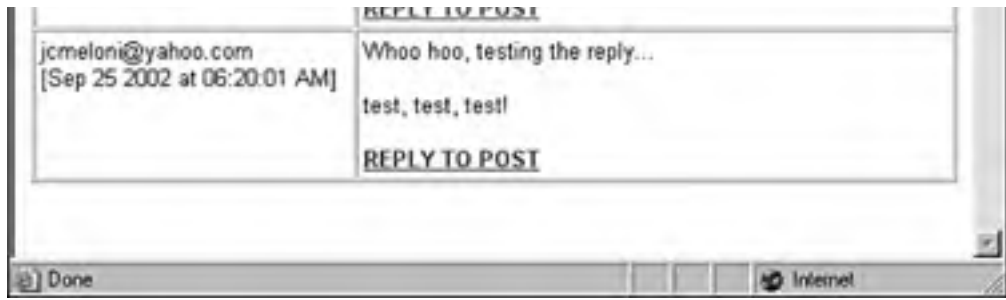 REPLY TO POST
jcmeloni@yahoo.com
[Sep 25 2002 at 06:20:01 AM]
Whoo hoo, testing the reply...
test, test, test!
REPLY TO POST
Done
Internet